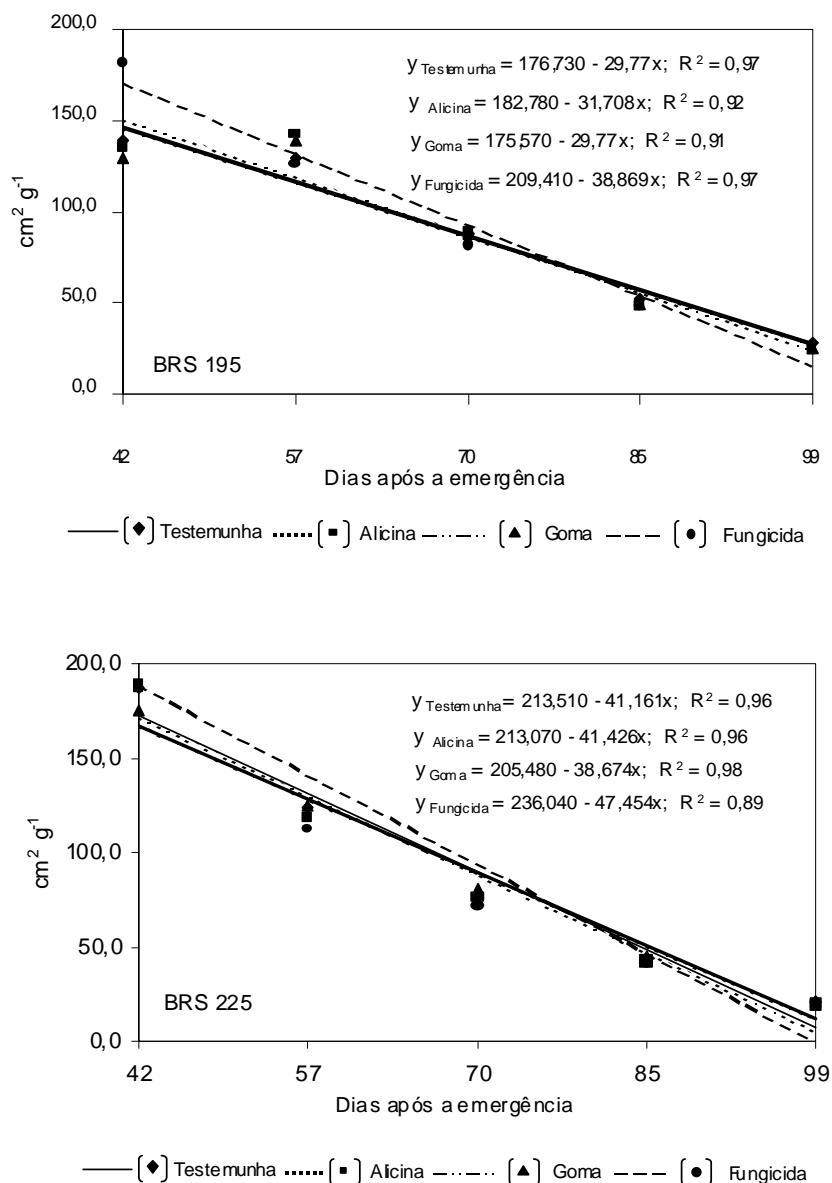 200,0
y Testemunha = 176,730 - 29,77x; R² = 0,97
150,0
y Alicina = 182,780 - 31,708x; R² = 0,92
y Goma = 175,570 - 29,77x; R² = 0,91
y Fungicida = 209,410 - 38,869x; R² = 0,97
100,0
cm² g⁻¹
50,0
BRS 195
0,0
42 57 70 85 99
Dias após a emergência
Testemunha Alicina Goma Fungicida
200,0
y Testemunha = 213,510 - 41,161x; R² = 0,96
y Alicina = 213,070 - 41,426x; R² = 0,96
150,0
y Goma = 205,480 - 38,674x; R² = 0,98
y Fungicida = 236,040 - 47,454x; R² = 0,89
100,0
cm² g⁻¹
50,0
BRS 225
0,0
42 57 70 85 99
Dias após a emergência
Testemunha Alicina Goma Fungicida